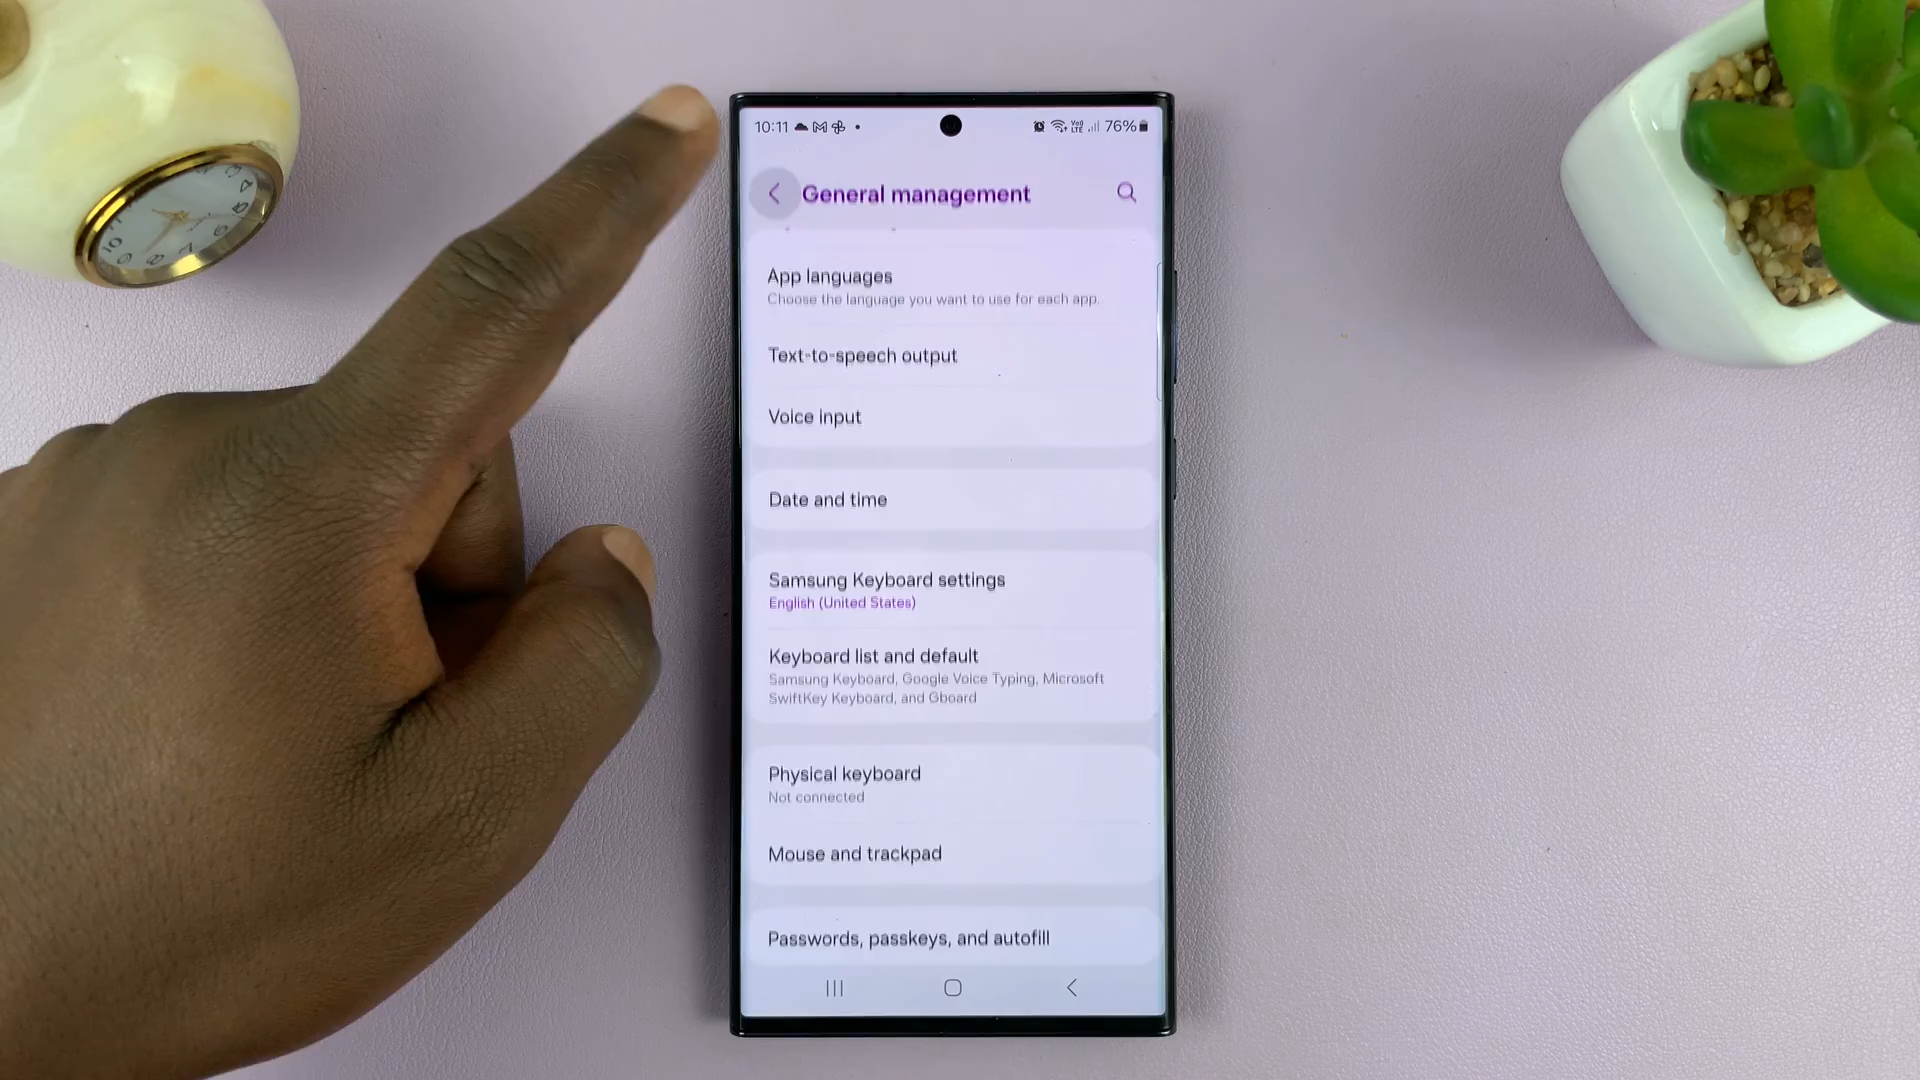 10:11 76%
General management
App languages
Choose the language you want to use for each app.
Text-to-speech output
Voice input
Date and time
Samsung Keyboard settings
English (United States)
Keyboard list and default
Samsung Keyboard, Google Voice Typing, Microsoft
SwiftKey Keyboard, and Gboard
Physical keyboard
Not connected
Mouse and trackpad
Passwords, passkeys, and autofill